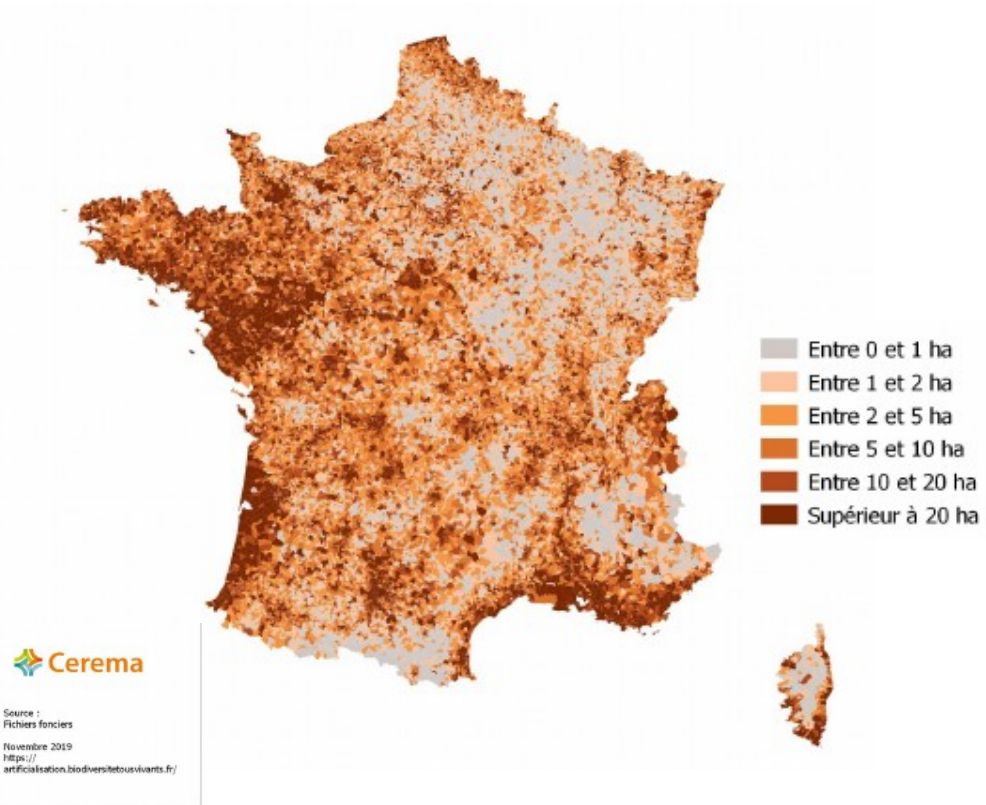 Entre 0 et 1 ha
Entre 1 et 2 ha
Entre 2 et 5 ha
Entre 5 et 10 ha
Entre 10 et 20 ha
Supérieur à 20 ha
Cerema
Source :
Fichiers fonciers
Novembre 2019
https://
artificialisation.biodiversitetousvivants.fr/